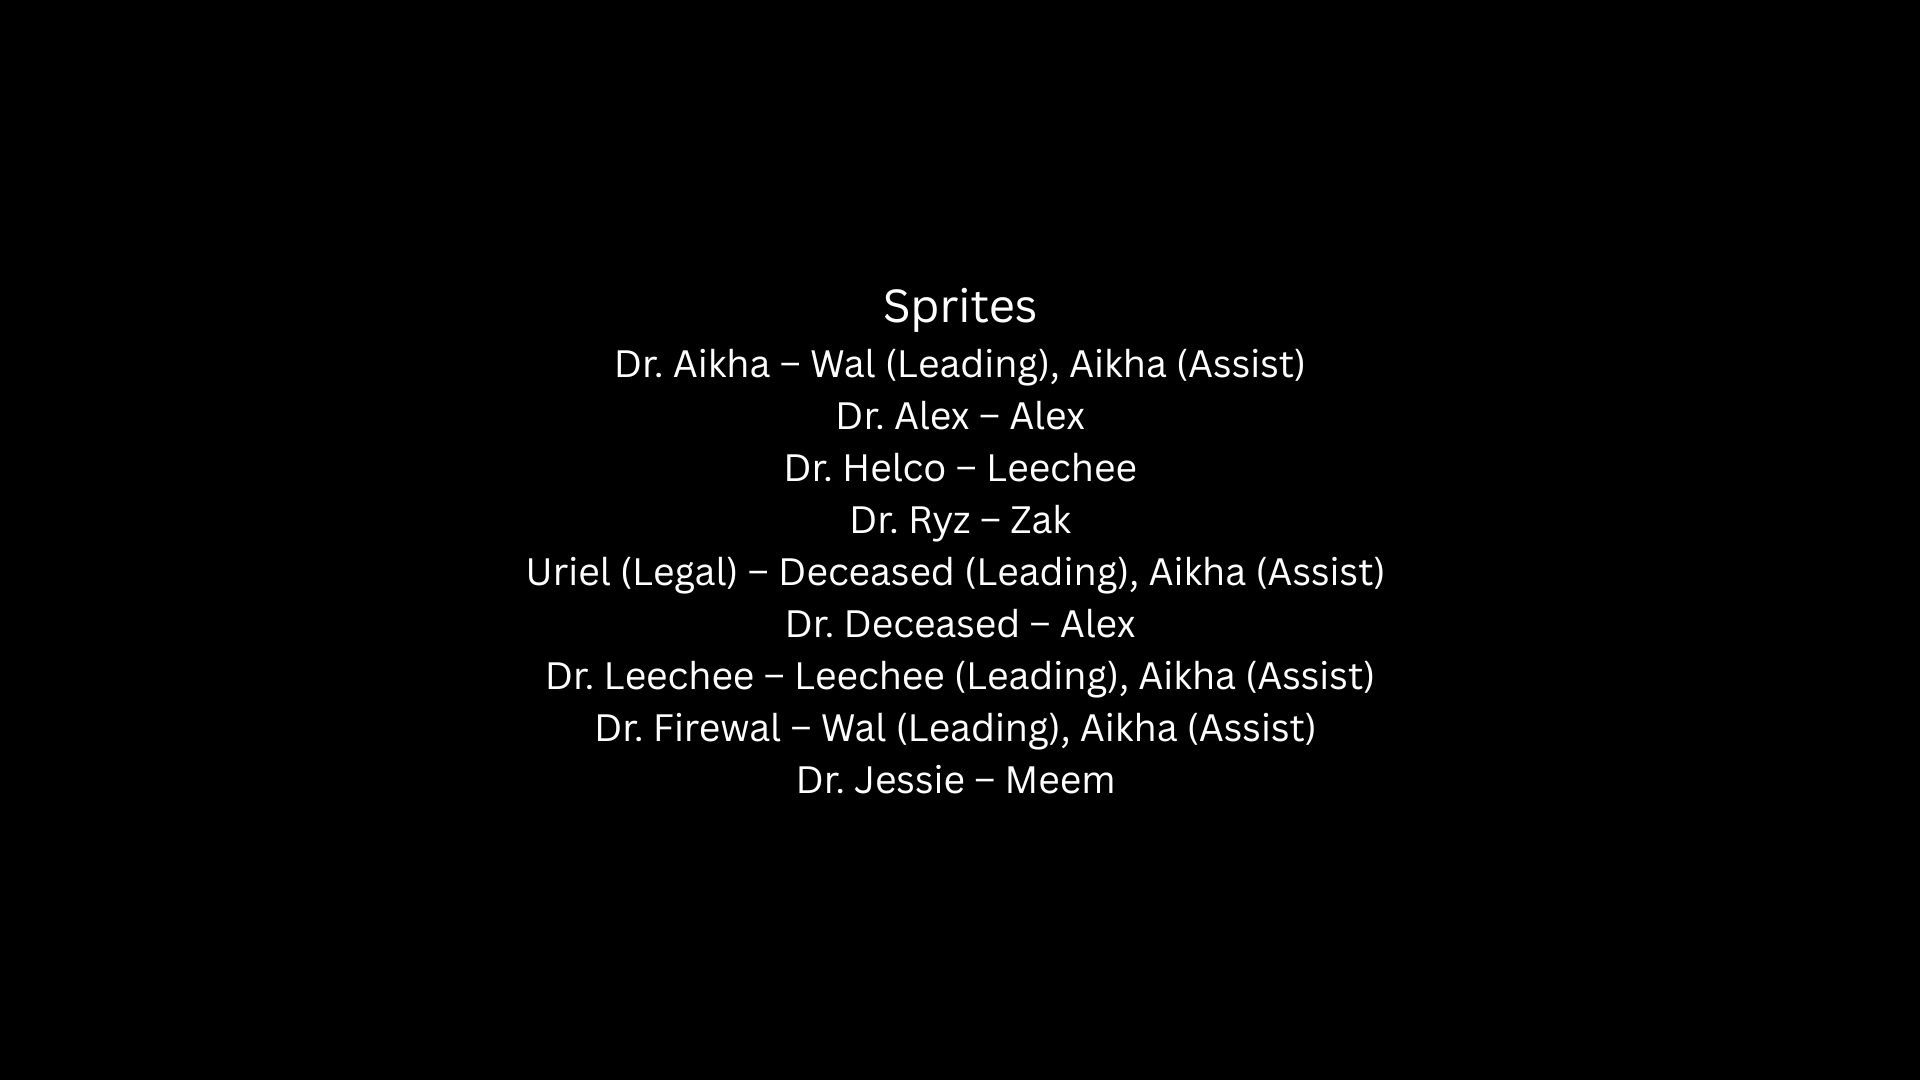 Sprites
Dr. Aikha – Wal (Leading), Aikha (Assist)
Dr. Alex – Alex
Dr. Helco – Leechee
Dr. Ryz – Zak
Uriel (Legal) – Deceased (Leading), Aikha (Assist)
Dr. Deceased – Alex
Dr. Leechee – Leechee (Leading), Aikha (Assist)
Dr. Firewal – Wal (Leading), Aikha (Assist)
Dr. Jessie – Meem